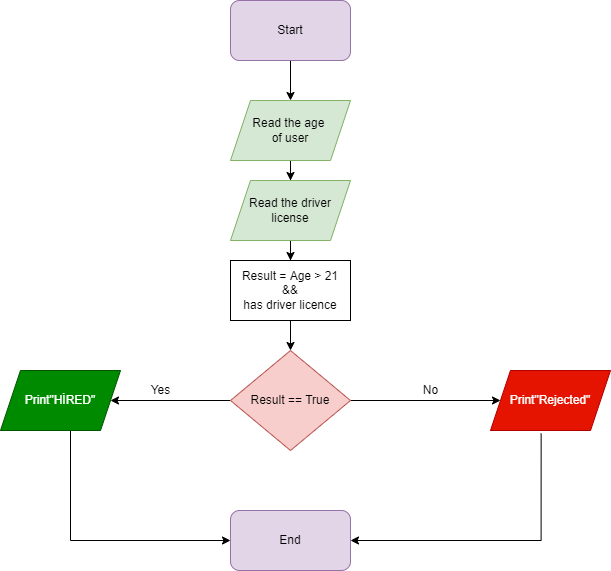 Start
Read the age
of user
Read the driver
license
Result = Age > 21
&&
has driver licence
Result == True
Yes
No
Print"HİRED"
Print"Rejected"
End